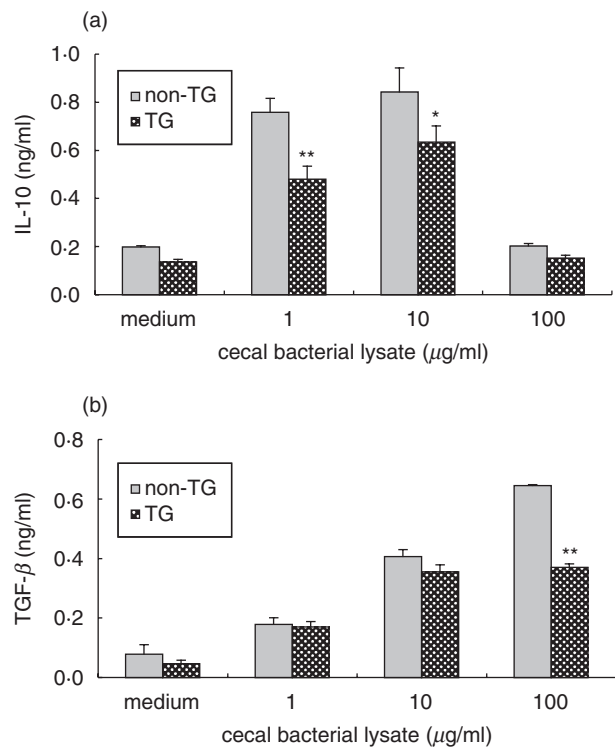 (a)
1·0
0·8
0·6
0·4
0·2
0·0
IL-10 (ng/ml)
non-TG
TG
**
*
medium 1 10 100
cecal bacterial lysate (μg/ml)
(b)
0·8
0·6
0·4
0·2
0·0
TGF-β (ng/ml)
non-TG
TG
**
medium 1 10 100
cecal bacterial lysate (μg/ml)